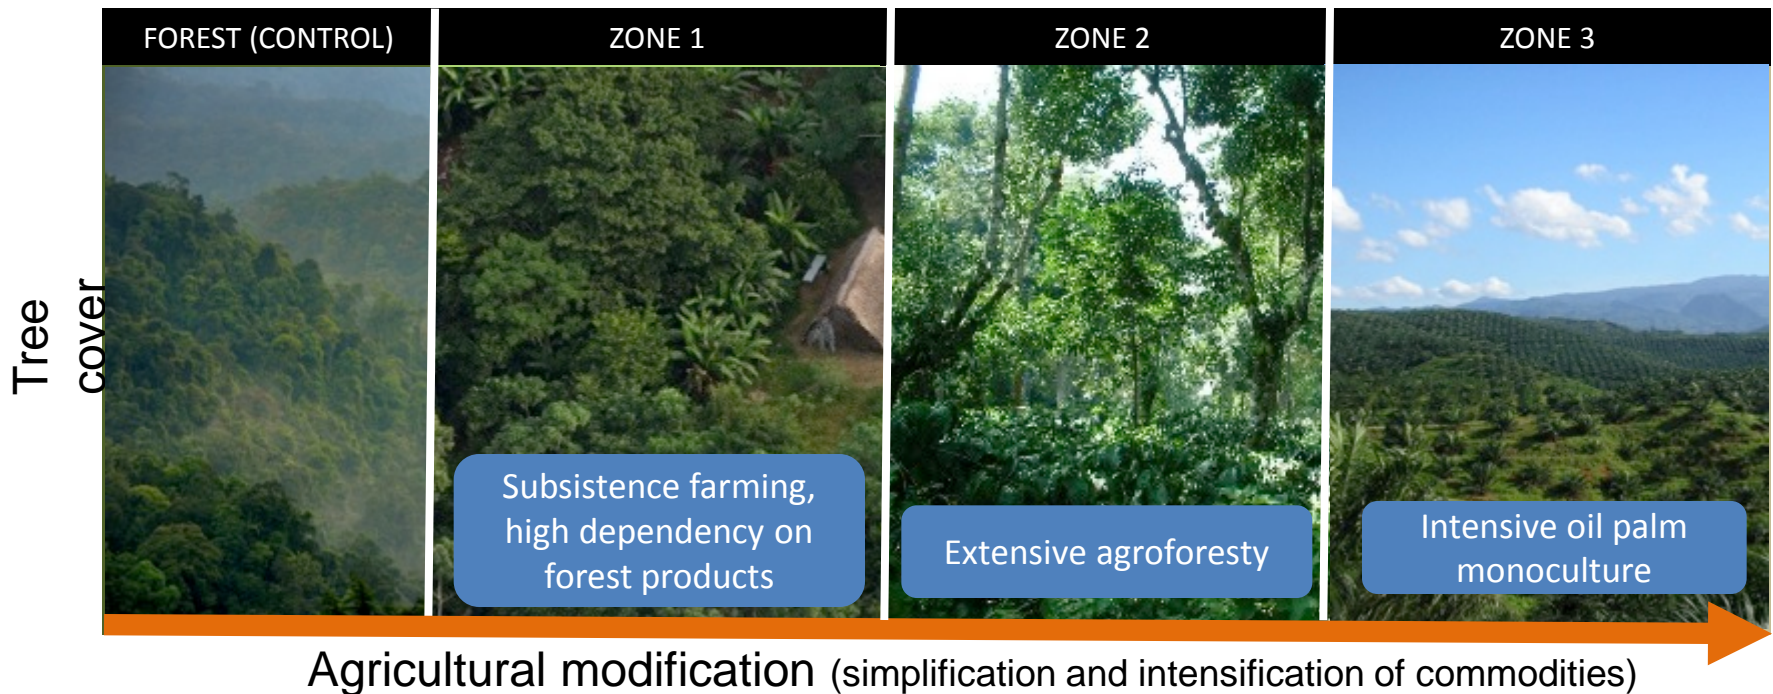 FOREST (CONTROL)
ZONE 1
ZONE 2
ZONE 3
Tree
cover
Subsistence farming,
high dependency on
forest products
Extensive agroforesty
Intensive oil palm
monoculture
Agricultural modification (simplification and intensification of commodities)